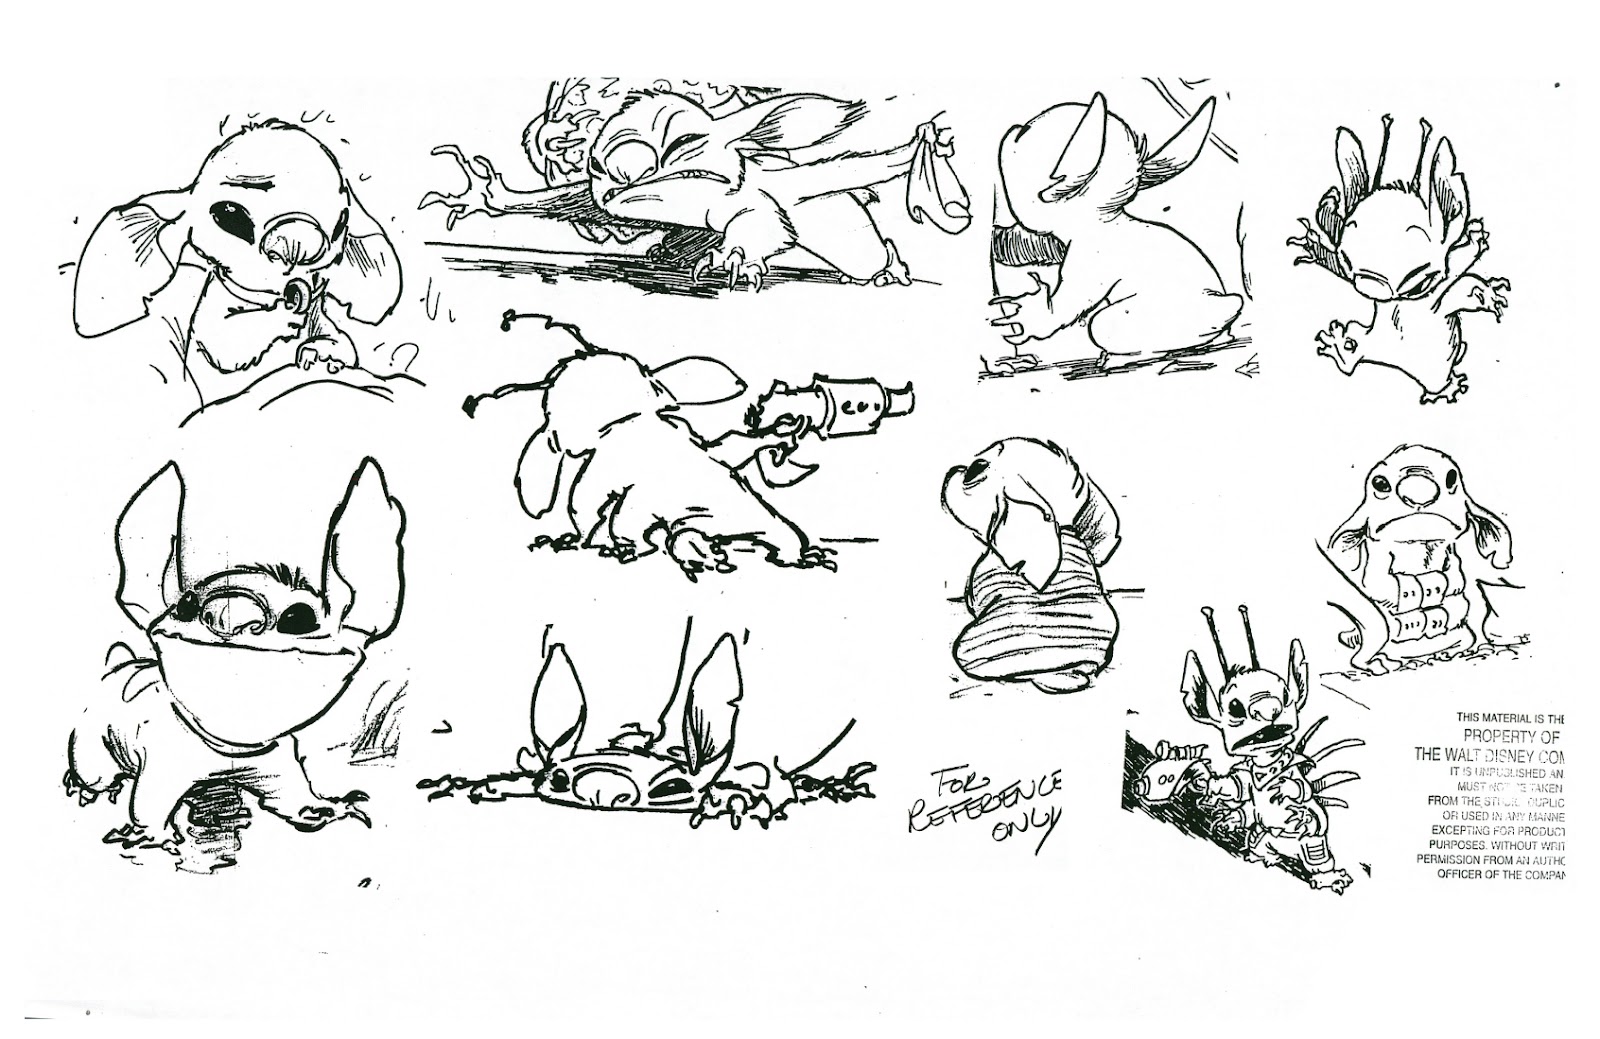 FOR
REFERENCE
ONLY
THIS MATERIAL IS THE
PROPERTY OF
THE WALT DISNEY COM
IT IS UNPUBLISHED AN
MUST NOT BE TAKEN
FROM THE STUDIO, DUPLIC
OR USED IN ANY MANNE
EXCEPTING FOR PRODUCT
PURPOSES, WITHOUT WRIT
PERMISSION FROM AN AUTHO
OFFICER OF THE COMPAN